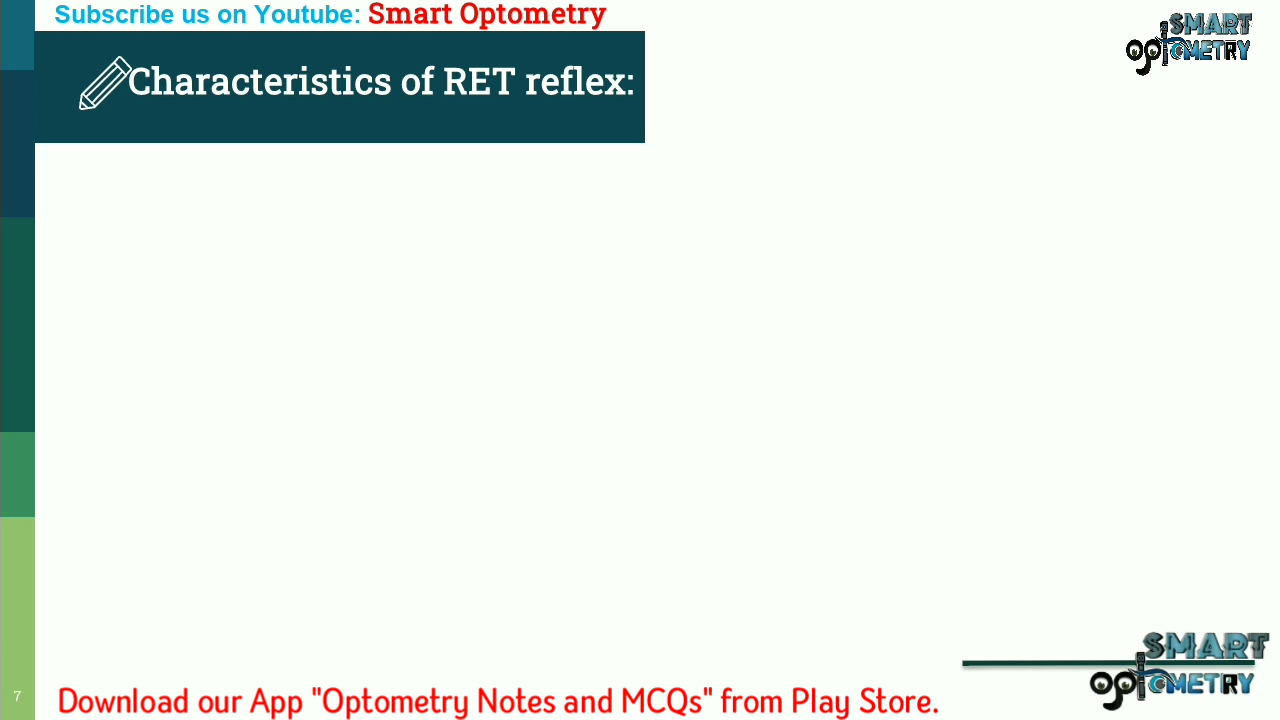 Subscribe us on Youtube: Smart Optometry
SMART
OptOMETRY
Characteristics of RET reflex:
SMART
OptOMETRY
7
Download our App "Optometry Notes and MCQs" from Play Store.